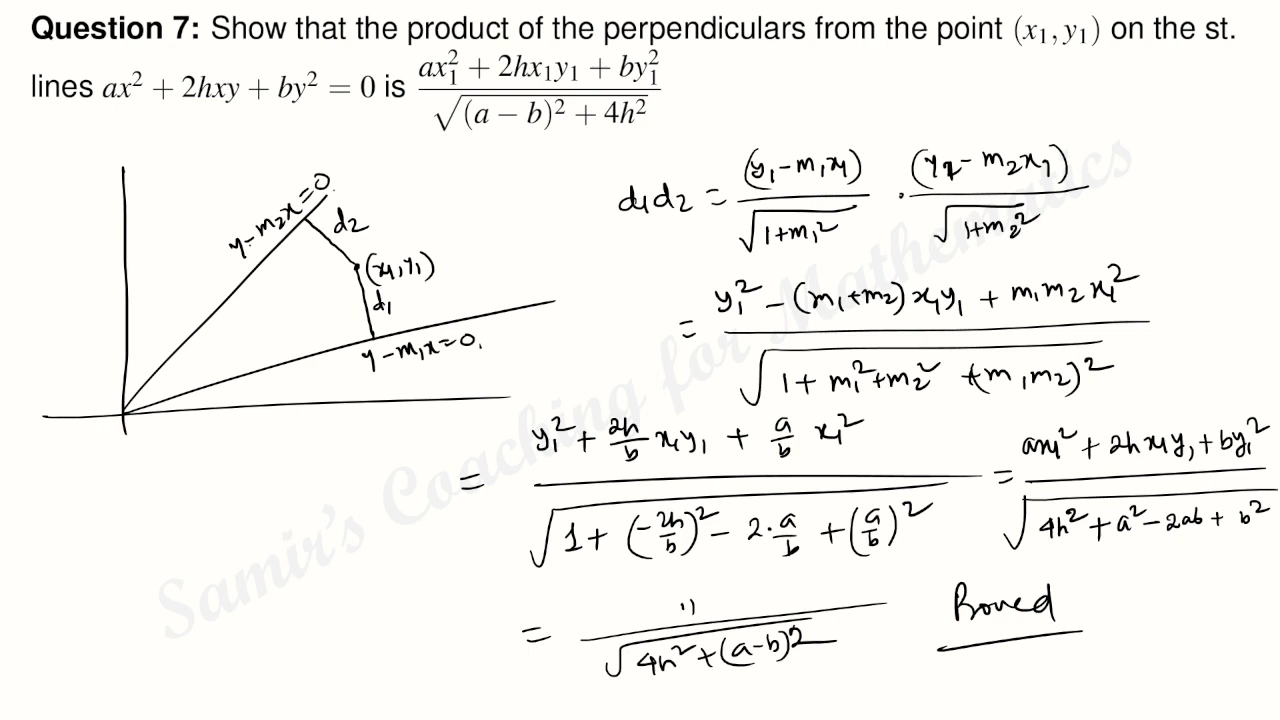 Question 7: Show that the product of the perpendiculars from the point (x₁, y₁) on the st.
lines ax² + 2hxy + by² = 0 is (ax₁² + 2hx₁y₁ + by₁²)/√((a − b)² + 4h²)
y-m₂x=0.
d₂
(x₁,y₁)
d₁
y-m₁x=0.
d₁d₂ = (y₁-m₁x₁)/√(1+m₁²) · (y₁-m₂x₁)/√(1+m₂²)
= (y₁² - (m₁+m₂)x₁y₁ + m₁m₂x₁²)/√(1+m₁²+m₂²+(m₁m₂)²)
= (y₁² + 2h/b x₁y₁ + a/b x₁²)/√(1+(-2h/b)² - 2·a/b + (a/b)²) = (ax₁² + 2hx₁y₁ + by₁²)/√(4h²+a²-2ab+b²)
= "/√(4h²+(a-b)²) Proved
Samir's Coaching for Mathematics